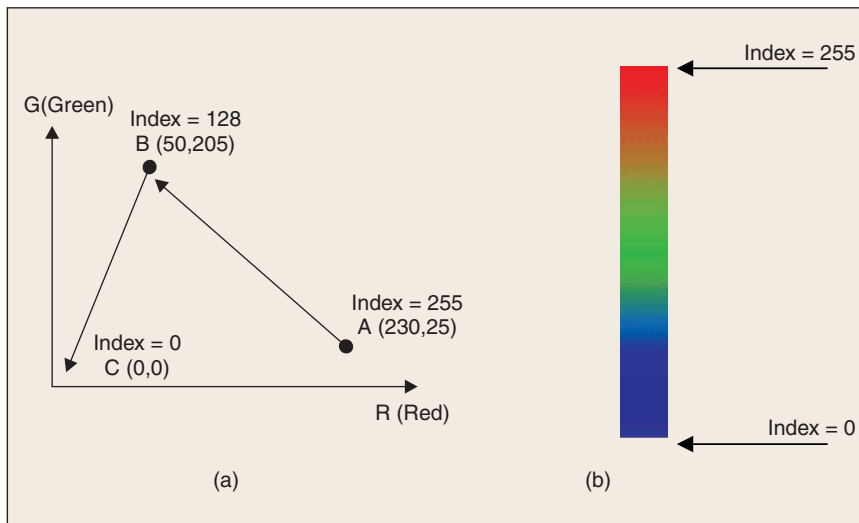 G(Green)
Index = 128
B (50,205)
Index = 255
A (230,25)
Index = 0
C (0,0)
R (Red)
(a)
Index = 255
Index = 0
(b)